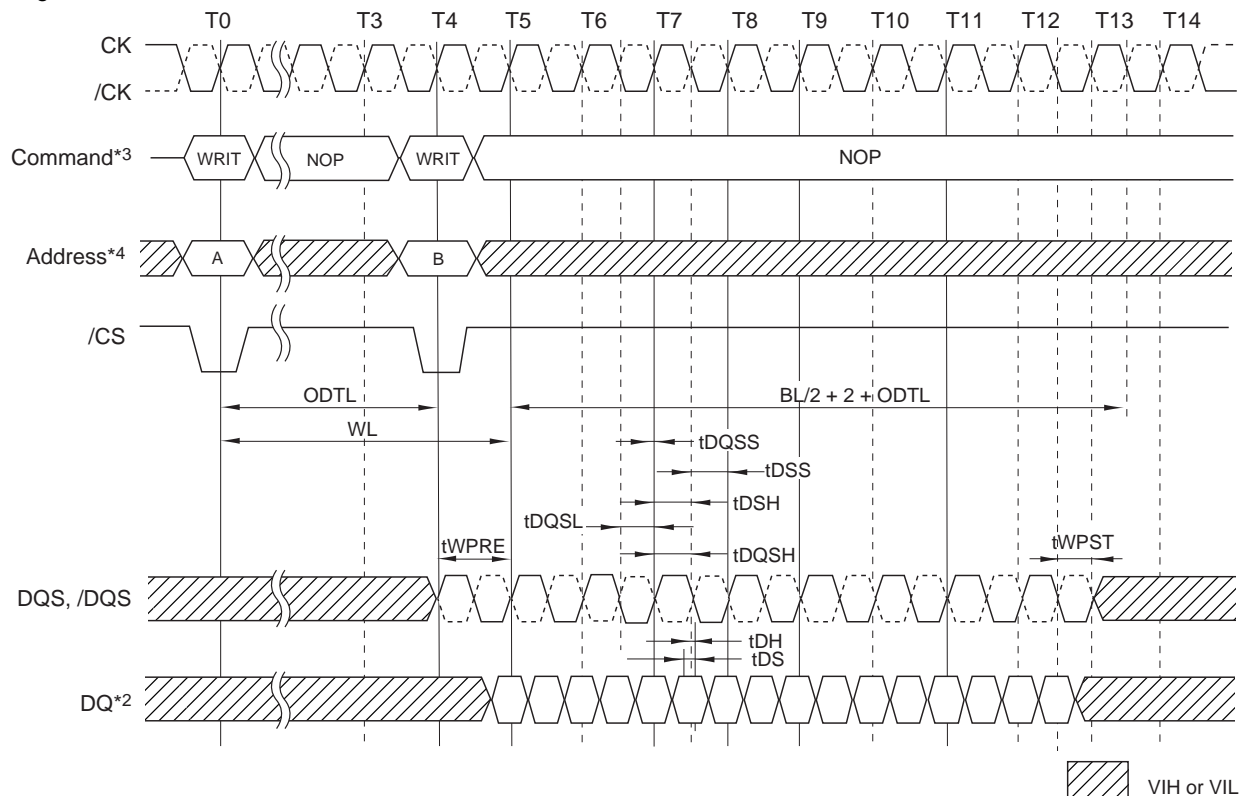 T0 T3 T4 T5 T6 T7 T8 T9 T10 T11 T12 T13 T14
CK
/CK
Command*3
WRIT NOP WRIT NOP
Address*4
A B
/CS
ODTL BL/2 + 2 + ODTL
WL
tDQSS
tDSS
tDSH
tDQSL
tWPRE tDQSH tWPST
DQS, /DQS
tDH
tDS
DQ*2
VIH or VIL